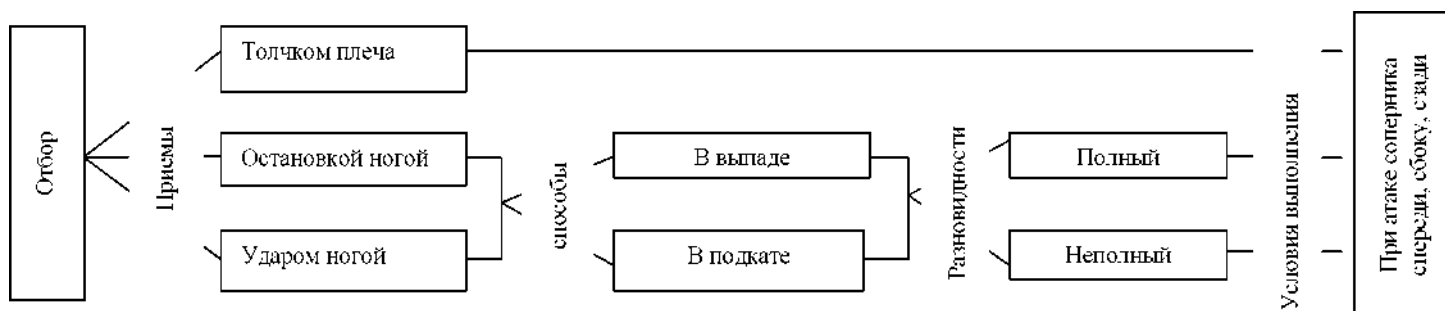 Отбор
Приемы
Толчком плеча
Остановкой ногой
Ударом ногой
способы
В выпаде
В подкате
Разновидности
Полный
Неполный
Условия выполнения
При атаке соперника
спереди, сбоку, сзади